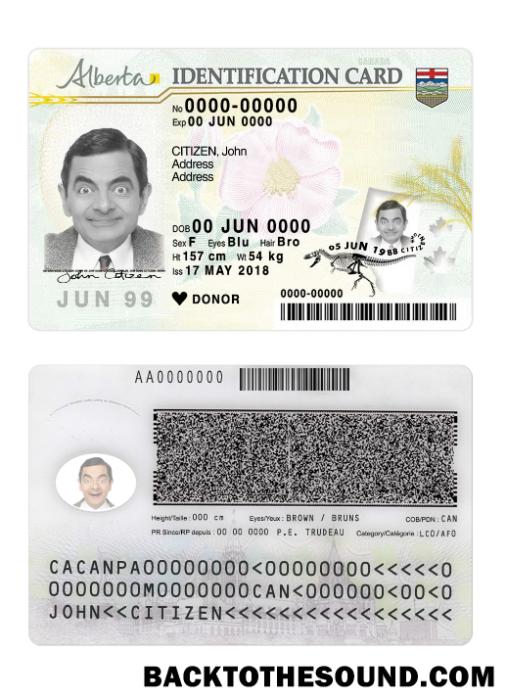 CANADA
Alberta IDENTIFICATION CARD
No 0000-00000
Exp 00 JUN 0000
CITIZEN, John
Address
Address
DOB 00 JUN 0000
Sex F Eyes Blu Hair Bro
Ht 157 cm Wt 54 kg
Iss 17 MAY 2018
John Citizen
JUN 99
♥ DONOR
05 JUN 1988 CITIZ
0000-00000
AA0000000
Height/Taille : 000 cm Eyes/Yeux : BROWN / BRUNS COB/PDN : CAN
PR Since/RP depuis : 00 00 0000 P.E. TRUDEAU Category/Catégorie : LCO/AFO
CACANPA00000000<00000000<<<<<0
0000000M0000000CAN<000000<00<0
JOHN<<CITIZEN<<<<<<<<<<<<<<<<<
BACKTOTHESOUND.COM